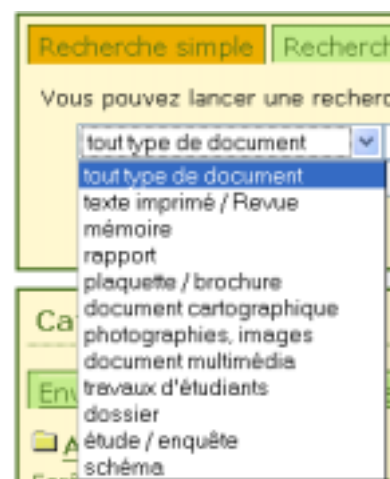 Recherche simple Recherch
Vous pouvez lancer une recherc
tout type de document
tout type de document
texte imprimé / Revue
mémoire
rapport
plaquette / brochure
document cartographique
Ca
photographies, images
document multimédia
Env travaux d'étudiants
dossier
A étude / enquête
schéma